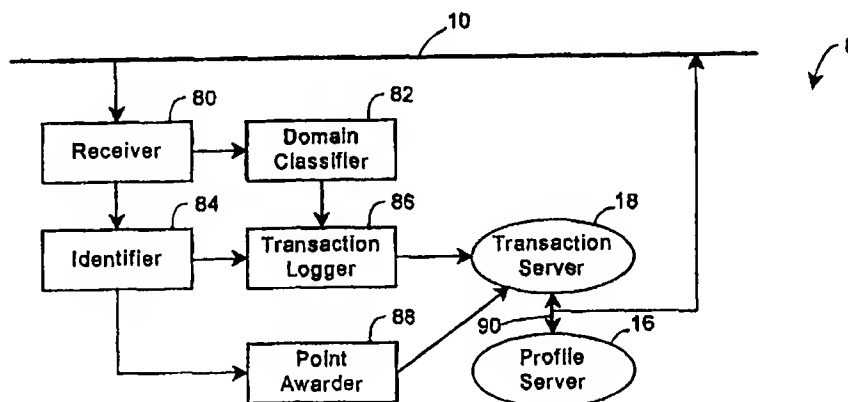 10
8
80
Receiver
82
Domain
Classifier
84
Identifier
86
Transaction
Logger
18
Transaction
Server
88
Point
Awarder
90
16
Profile
Server